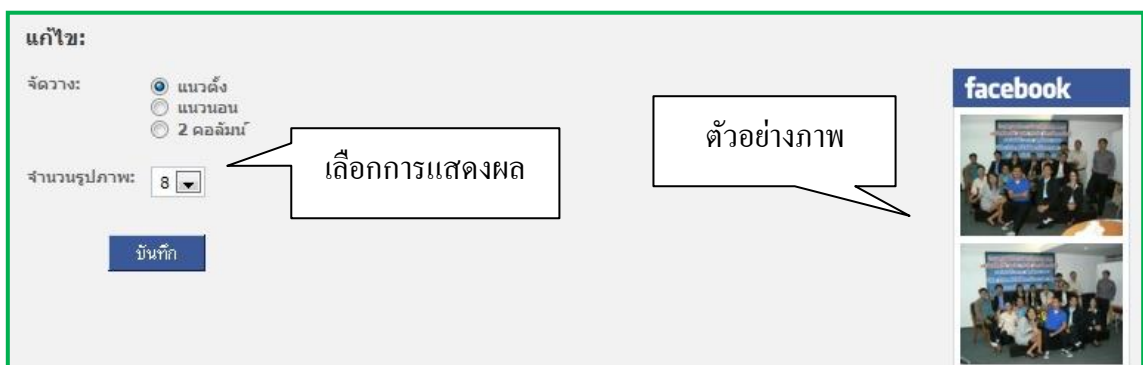 แก้ไข:
จัดวาง:
แนวตั้ง
แนวนอน
2 คอลัมน์
จำนวนรูปภาพ: 8
บันทึก
เลือกการแสดงผล
ตัวอย่างภาพ
facebook